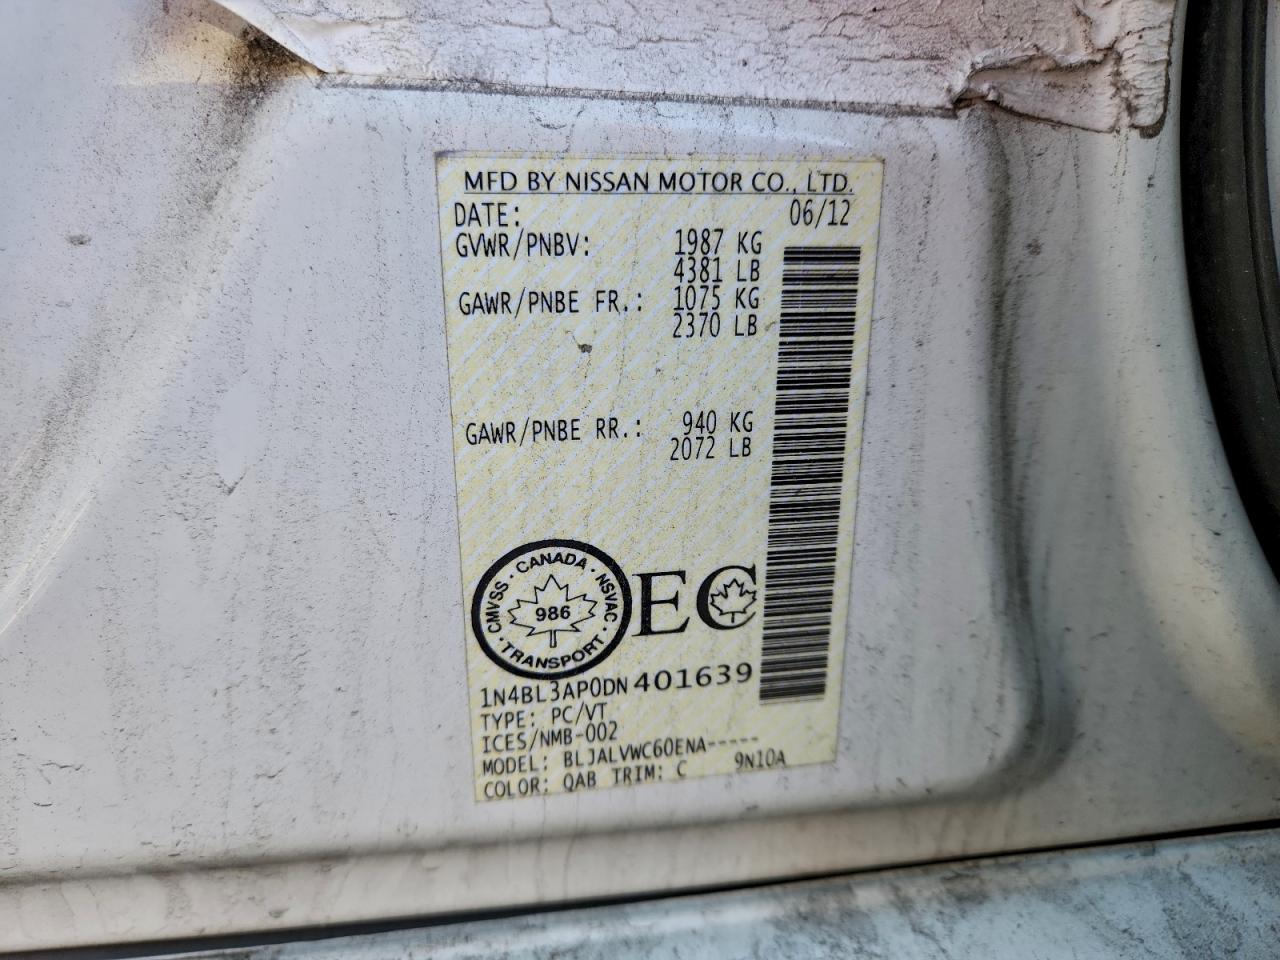 MFD BY NISSAN MOTOR CO., LTD.
DATE: 06/12
GVWR/PNBV: 1987 KG
4381 LB
GAWR/PNBE FR.: 1075 KG
2370 LB
GAWR/PNBE RR.: 940 KG
2072 LB
CMVSS · CANADA · NSVAC · TRANSPORT ·
986
EC
1N4BL3AP0DN401639
TYPE: PC/VT
ICES/NMB-002
MODEL: BLJALVWC60ENA-----
COLOR: QAB TRIM: C 9N10A